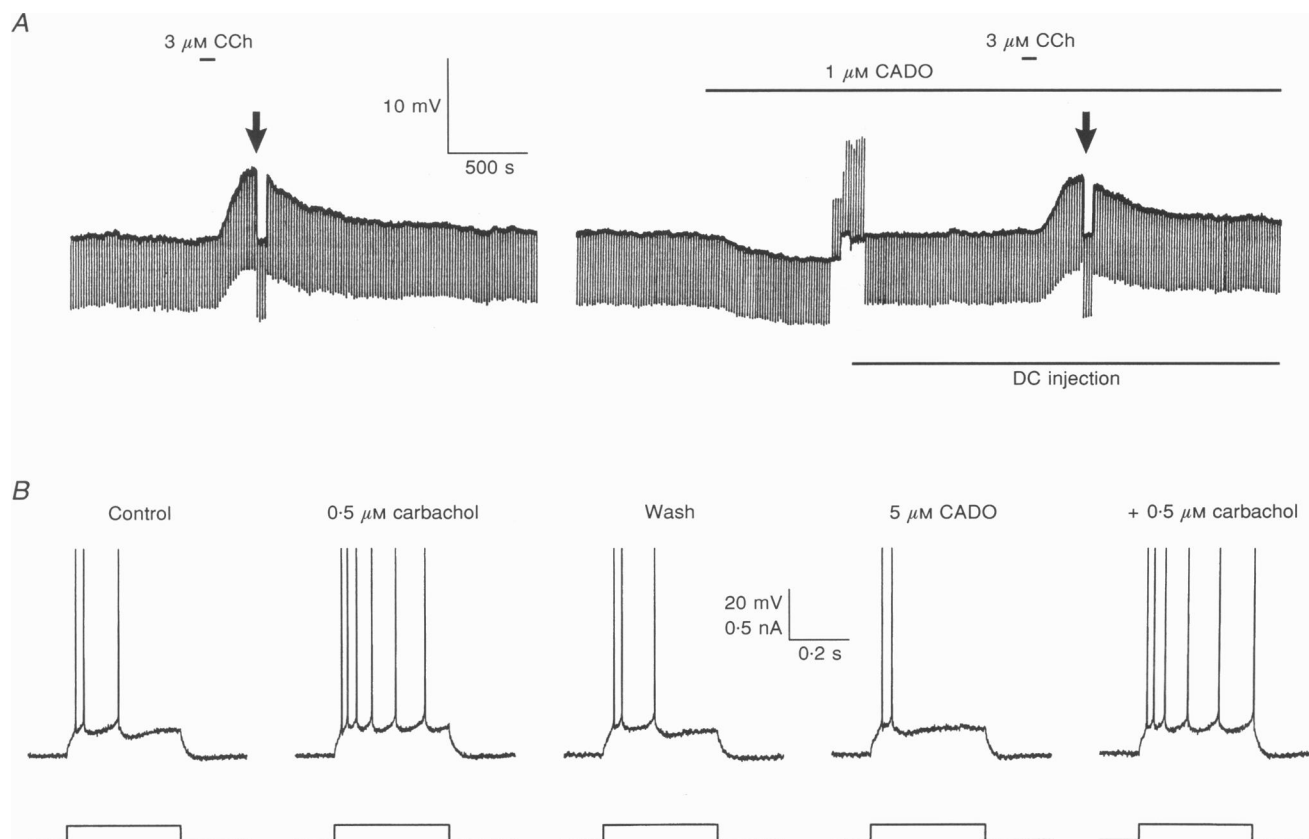 A
3 μM CCh
10 mV
500 s
3 μM CCh
1 μM CADO
DC injection
B
Control
0·5 μM carbachol
Wash
5 μM CADO
+ 0·5 μM carbachol
20 mV
0·5 nA
0·2 s